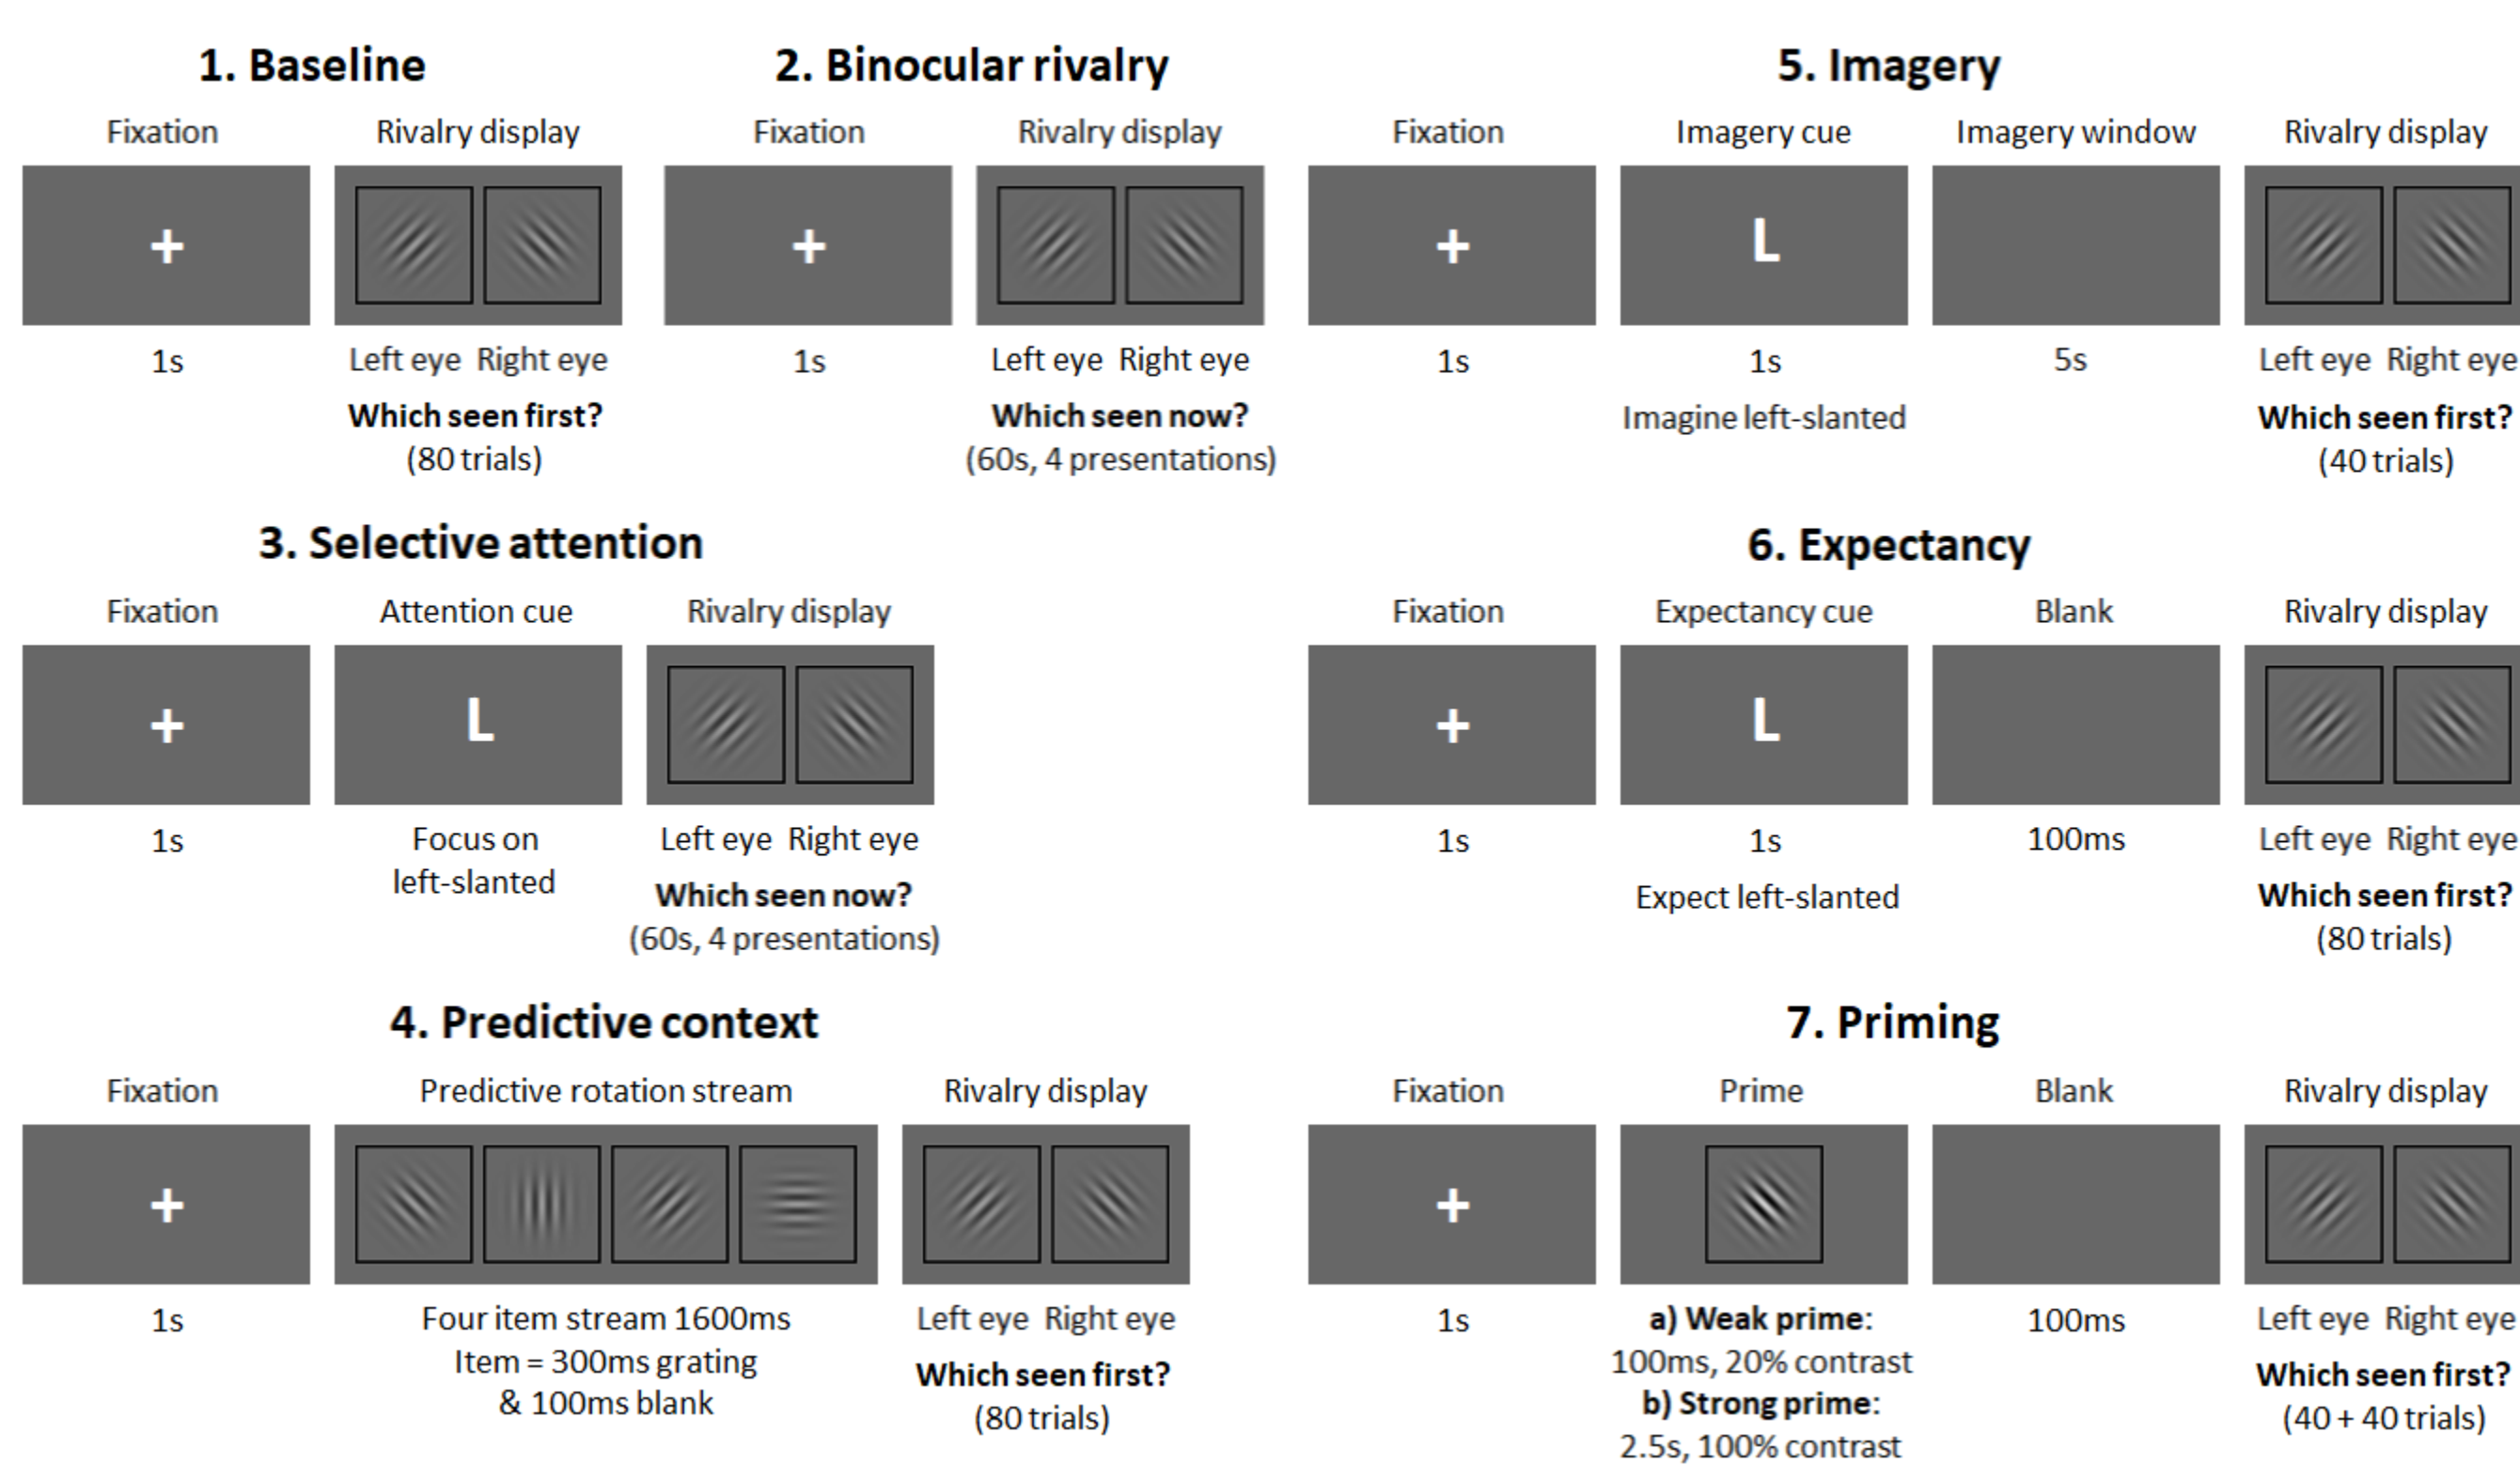 1. Baseline
Fixation
Rivalry display
+
1s
Left eye Right eye
Which seen first?
(80 trials)
2. Binocular rivalry
Fixation
Rivalry display
+
1s
Left eye Right eye
Which seen now?
(60s, 4 presentations)
3. Selective attention
Fixation
Attention cue
Rivalry display
+
L
1s
Focus on
left-slanted
Left eye Right eye
Which seen now?
(60s, 4 presentations)
4. Predictive context
Fixation
Predictive rotation stream
Rivalry display
+
1s
Four item stream 1600ms
Item = 300ms grating
& 100ms blank
Left eye Right eye
Which seen first?
(80 trials)
5. Imagery
Fixation
Imagery cue
Imagery window
Rivalry display
+
L
1s
1s
Imagine left-slanted
5s
Left eye Right eye
Which seen first?
(40 trials)
6. Expectancy
Fixation
Expectancy cue
Blank
Rivalry display
+
L
1s
1s
Expect left-slanted
100ms
Left eye Right eye
Which seen first?
(80 trials)
7. Priming
Fixation
Prime
Blank
Rivalry display
+
1s
a) Weak prime:
100ms, 20% contrast
b) Strong prime:
2.5s, 100% contrast
100ms
Left eye Right eye
Which seen first?
(40 + 40 trials)